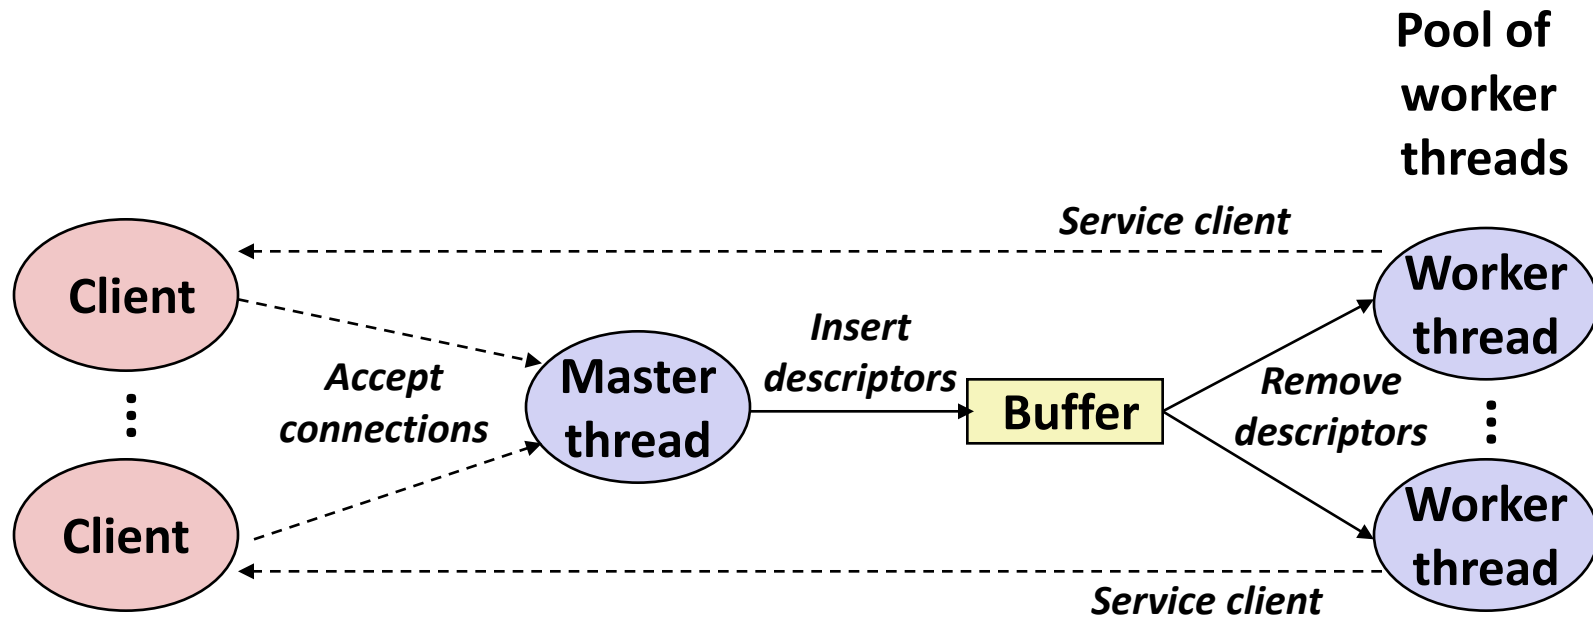 Pool of
worker
threads
Service client
Client
Worker
thread
Insert
descriptors
Accept
connections
Master
thread
Buffer
Remove
descriptors
Client
Worker
thread
Service client